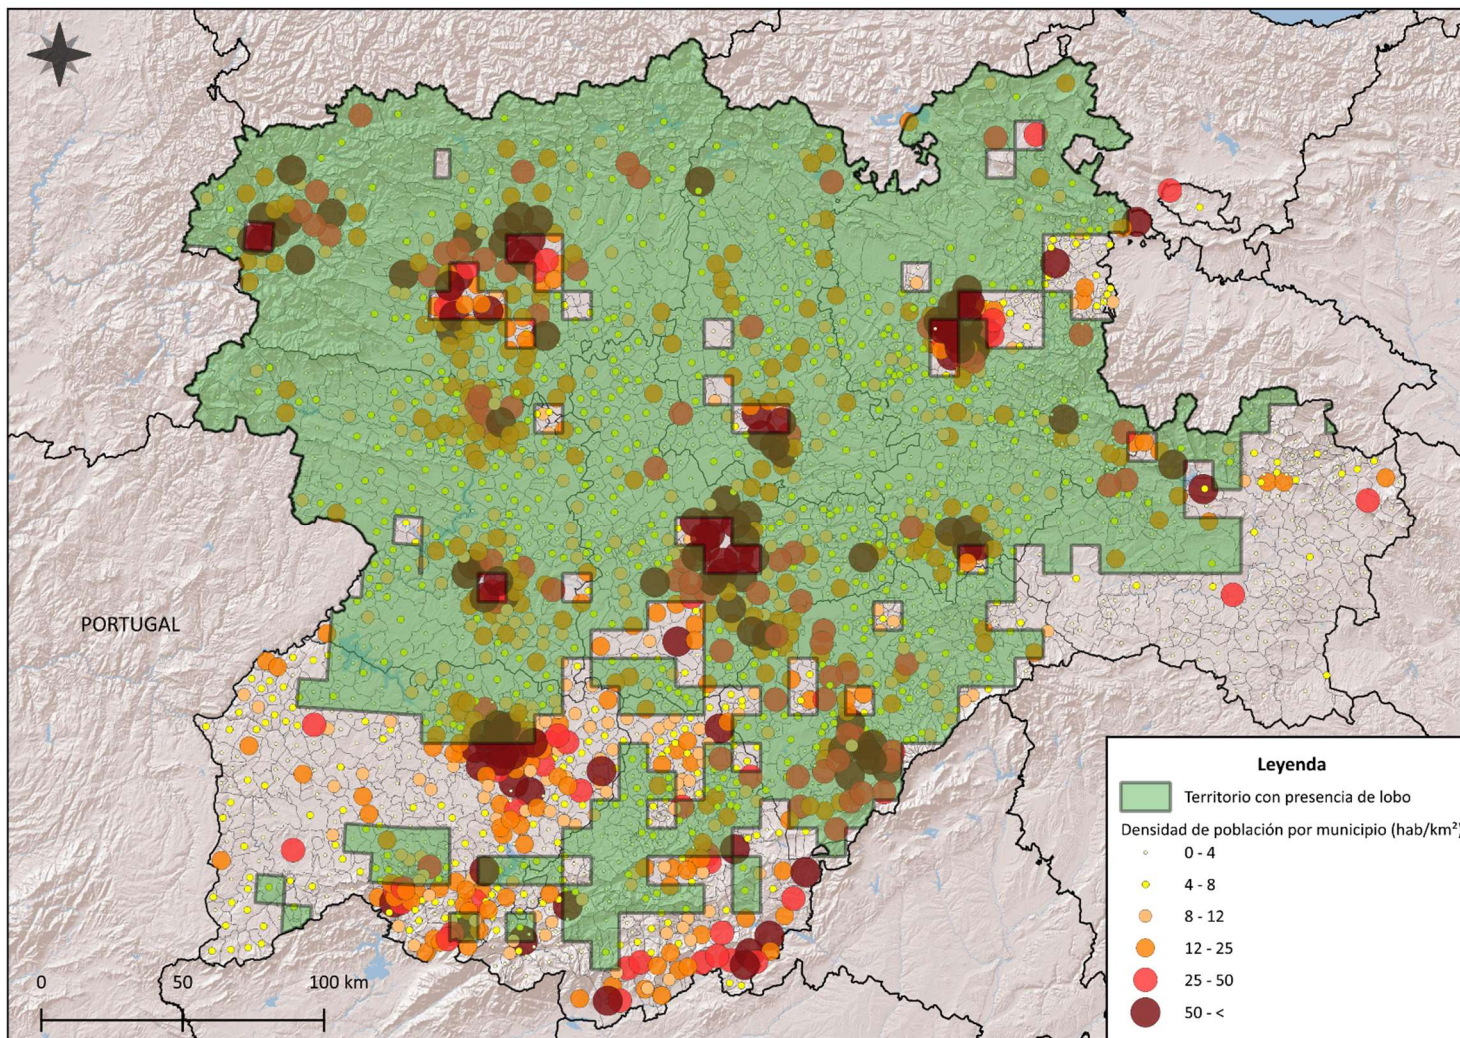 PORTUGAL
0 50 100 km
Leyenda
Territorio con presencia de lobo
Densidad de población por municipio (hab/km²)
0 - 4
4 - 8
8 - 12
12 - 25
25 - 50
50 - <